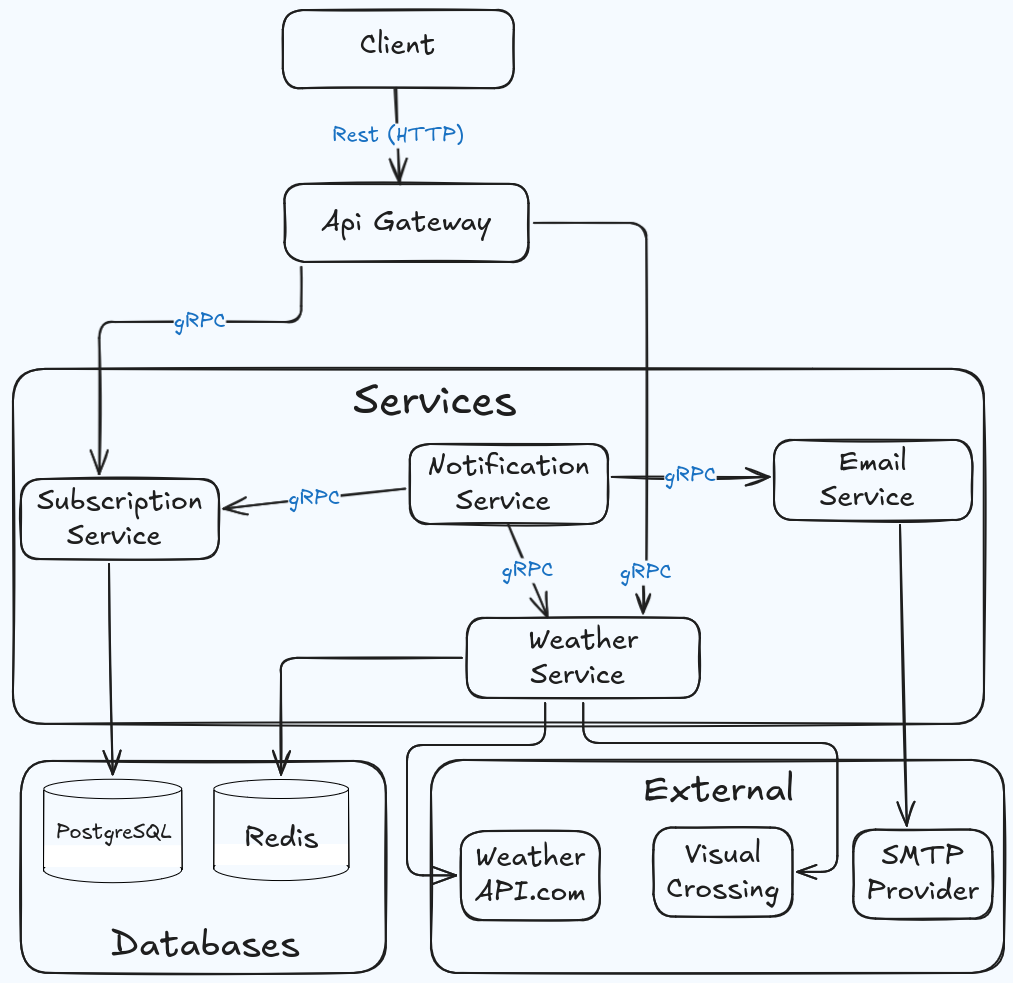 Client
Rest (HTTP)
Api Gateway
gRPC
Services
Notification
Service
Email
Service
gRPC
Subscription
Service
gRPC
gRPC
gRPC
Weather
Service
External
PostgreSQL
Redis
Weather
API.com
Visual
Crossing
SMTP
Provider
Databases